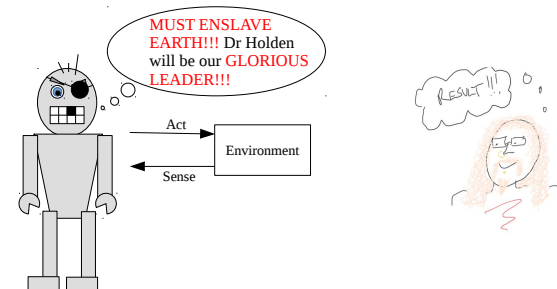 MUST ENSLAVE
EARTH!!! Dr Holden
will be our GLORIOUS
LEADER!!!
Act
Environment
Sense
RESULT!!!